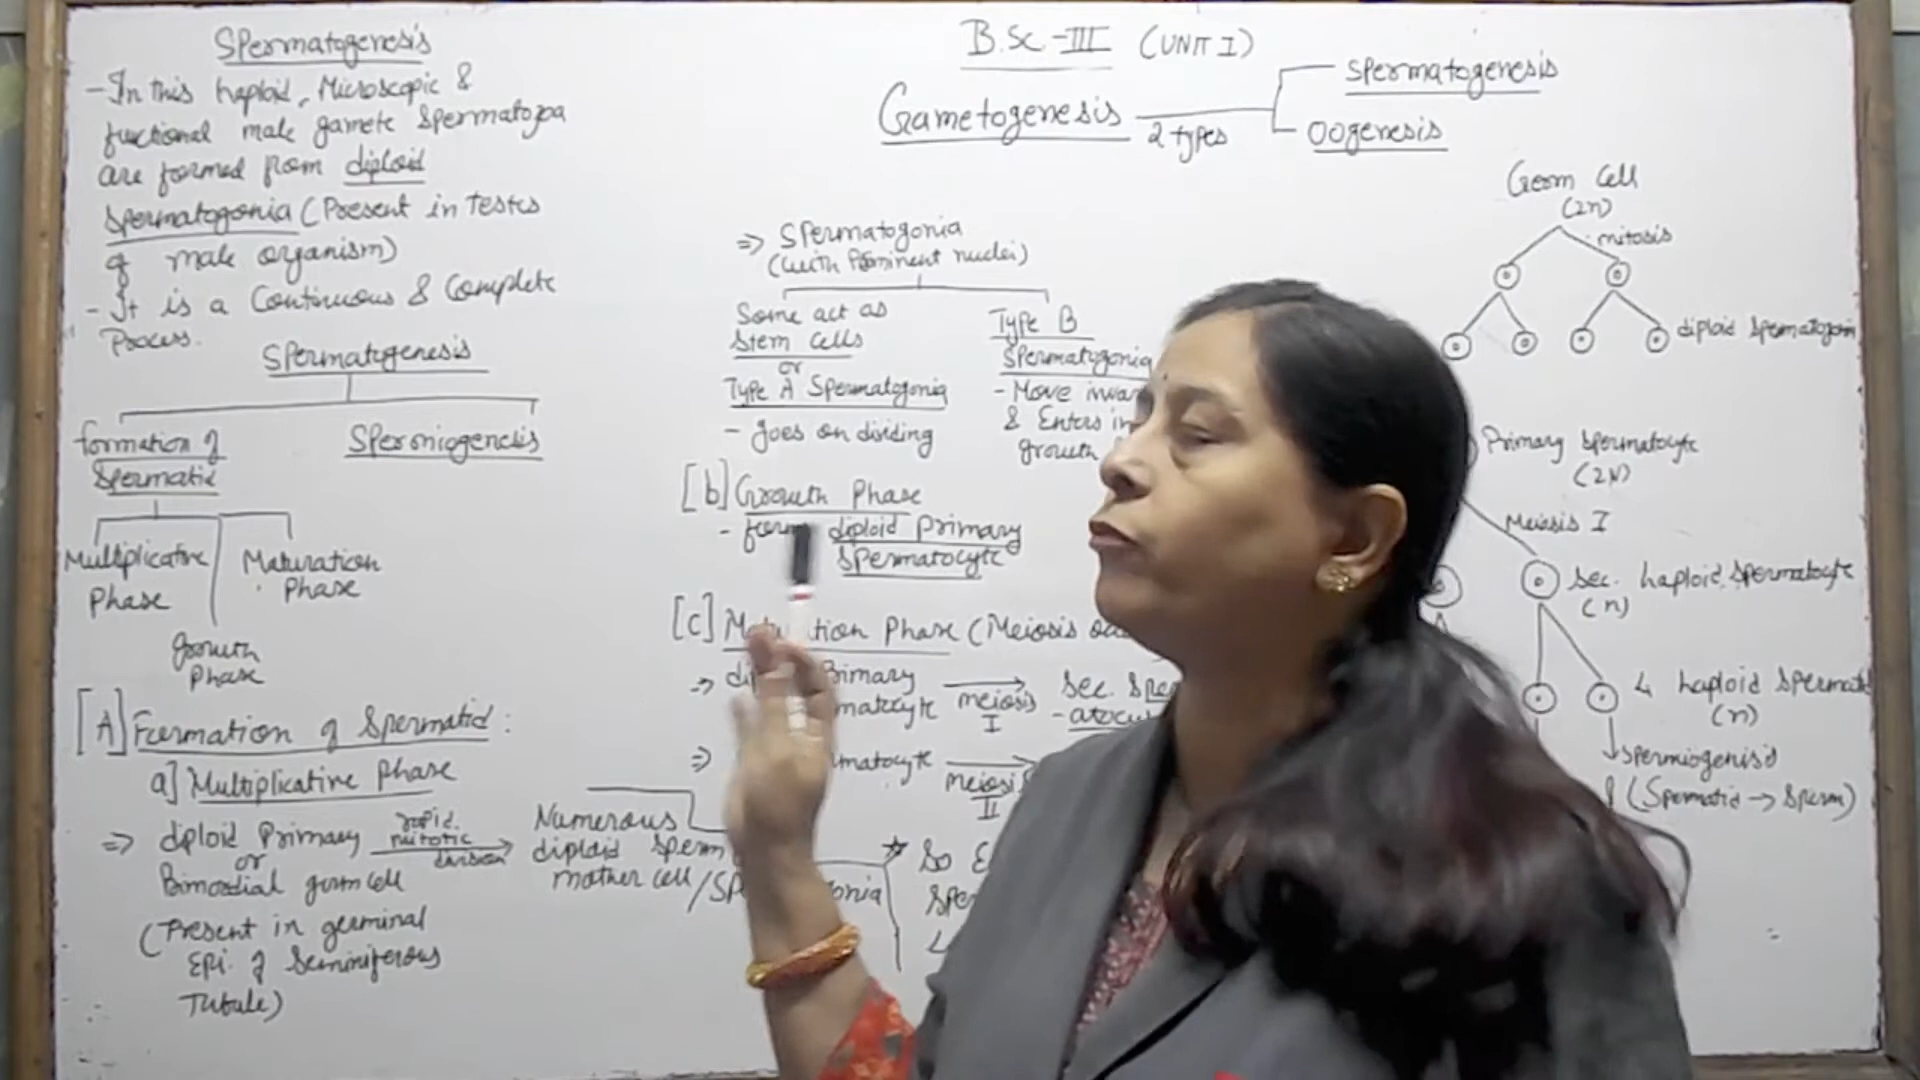 Spermatogenesis
- In this haploid, Microscopic &
fuctional male gamete spermatozoa
are formed from diploid
spermatogonia (Present in testes
of male organism)
- It is a Continuous & Complete
Process.
Spermatogenesis
formation of
Spermatid
Spermiogenesis
Multiplicative
Phase
Maturation
Phase
Growth
Phase
[A] Formation of Spermatid:
a] Multiplicative Phase
=> diploid Primary
or
Primordial germ cell
rapid
mitotic
division
Numerous
diploid sperm
mother cell/
(Present in germinal
Epi. of Seminiferous
Tubule)
B.Sc.-III (UNIT I)
Gametogenesis
2 types
Spermatogenesis
Oogenesis
=> Spermatogonia
(with Prominent nuclei)
Some act as
Stem Cells
or
Type A Spermatogonia
- goes on dividing
Type B
Spermatogonia
- Move
& Enters in
growth
[b] Growth Phase
- diploid Primary
Spermatocyte
[c] Phase (Meiosis
=> Primary
meiosis
I
Sec.
=>
meiosis
II
So
Germ Cell
(2n)
mitosis
diploid
Primary Spermatocyte
(2N)
Meiosis I
Sec. haploid Spermatocyte
(n)
4 haploid
(n)
Spermiogenisis
(Spermatid → Sperm)